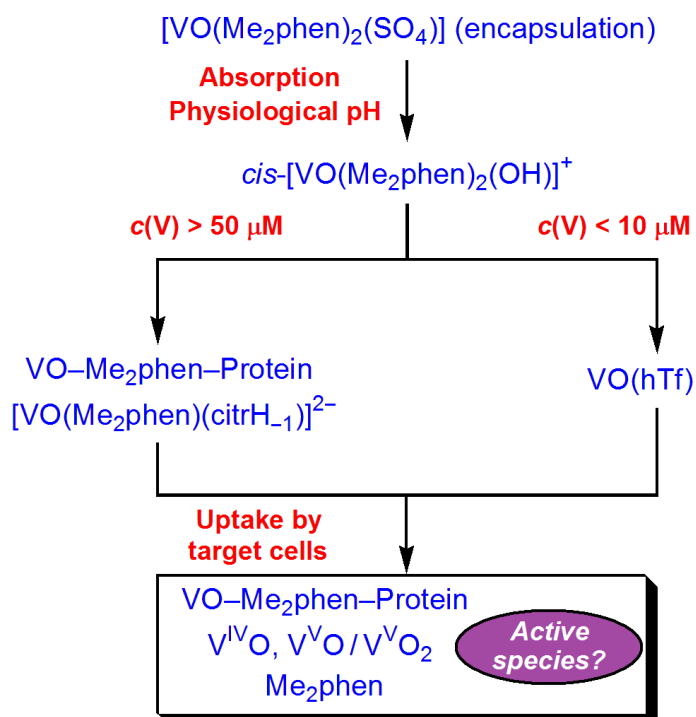 [VO(Me₂phen)₂(SO₄)] (encapsulation)
Absorption
Physiological pH
cis-[VO(Me₂phen)₂(OH)]⁺
c(V) > 50 μM
c(V) < 10 μM
VO–Me₂phen–Protein
[VO(Me₂phen)(citrH₋₁)]²⁻
VO(hTf)
Uptake by
target cells
VO–Me₂phen–Protein
VᴵⱽO, VⱽO / VⱽO₂
Me₂phen
Active
species?